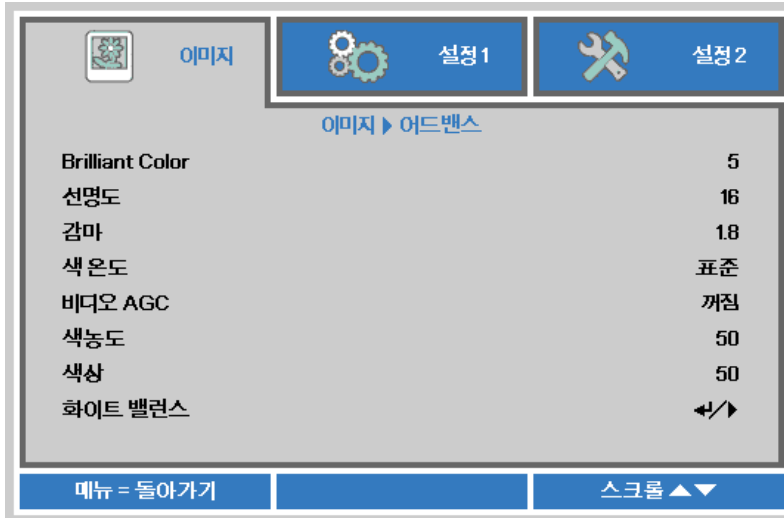 이미지 설정 1 설정 2
이미지 ▶ 어드밴스
Brilliant Color 5
선명도 16
감마 1.8
색 온도 표준
비디오 AGC 꺼짐
색농도 50
색상 50
화이트 밸런스 ↵/▶
메뉴 = 돌아가기 스크롤 ▲▼